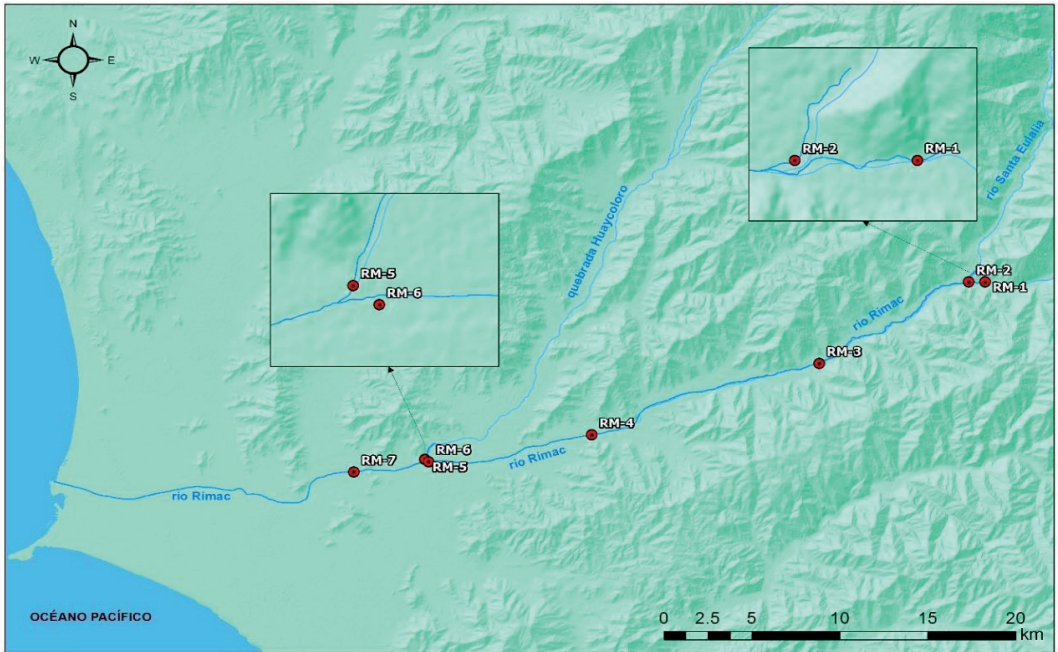 N
W E
S
RM-2
RM-1
río Santa Eulalia
quebrada Huaycoloro
RM-5
RM-6
RM-2
RM-1
río Rímac
RM-3
RM-4
RM-6
RM-5
río Rímac
RM-7
río Rímac
OCÉANO PACÍFICO
0 2.5 5 10 15 20
km